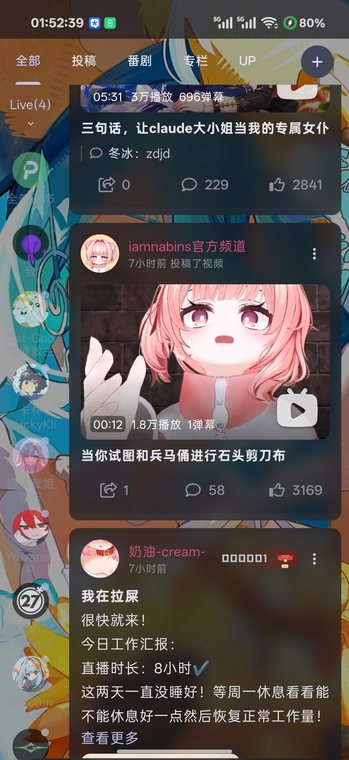 01:52:39
5G
5G
80%
全部
投稿
番剧
专栏
UP
Live(4)
05:31 3万播放 696弹幕
三句话，让claude大小姐当我的专属女仆
冬冰：zdjd
0
229
2841
iamnabins官方频道
7小时前 投稿了视频
00:12 1.8万播放 1弹幕
当你试图和兵马俑进行石头剪刀布
1
58
3169
奶油-cream-
000001
7小时前
我在拉屎
很快就来！
今日工作汇报：
直播时长：8小时✔
这两天一直没睡好！等周一休息看看能
不能休息好一点然后恢复正常工作量！
查看更多
27